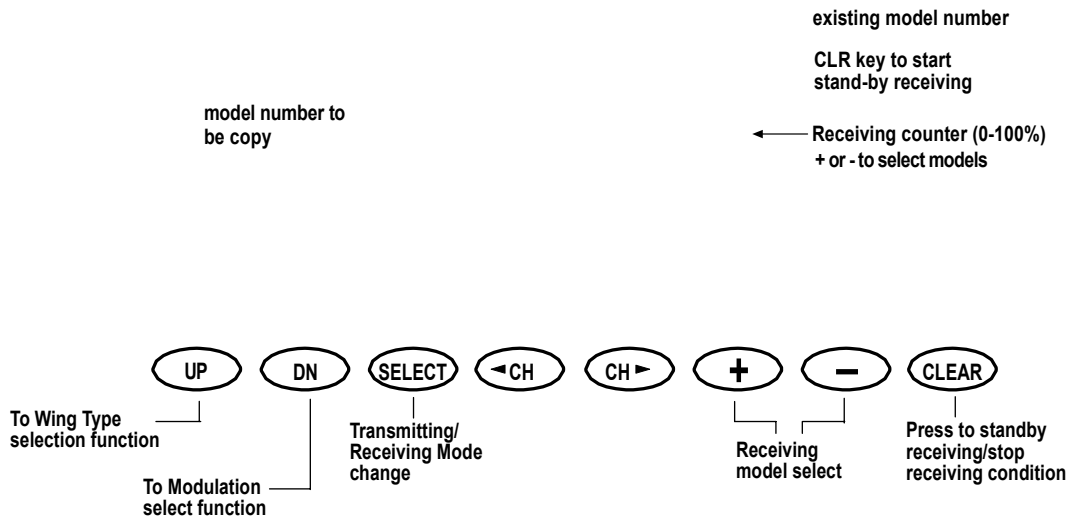 existing model number
CLR key to start
stand-by receiving
model number to
be copy
Receiving counter (0-100%)
+ or - to select models
UP
DN
SELECT
◄CH
CH►
+
−
CLEAR
To Wing Type
selection function
To Modulation
select function
Transmitting/
Receiving Mode
change
Receiving
model select
Press to standby
receiving/stop
receiving condition